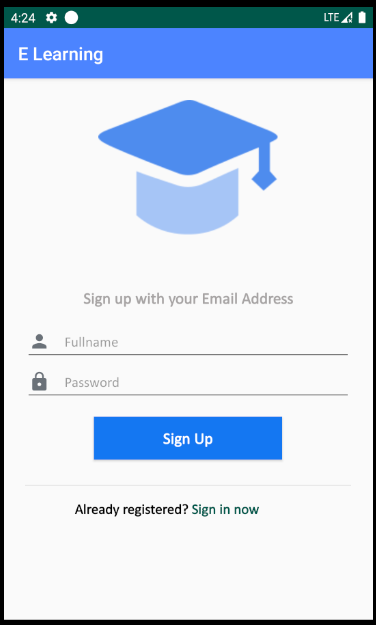 4:24 LTE
E Learning
Sign up with your Email Address
Fullname
Password
Sign Up
Already registered? Sign in now